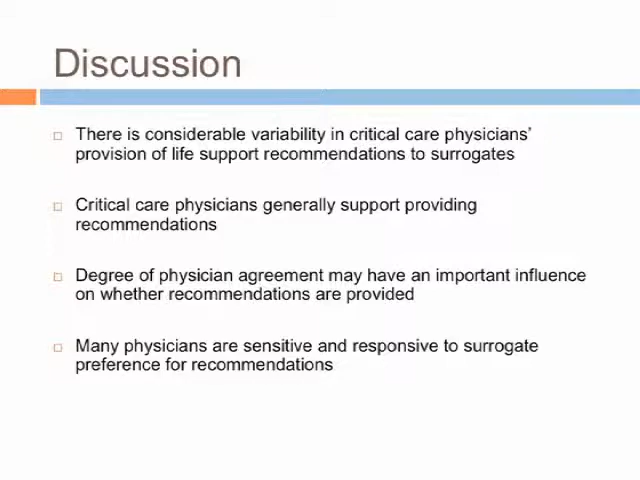 Discussion
There is considerable variability in critical care physicians’
provision of life support recommendations to surrogates
Critical care physicians generally support providing
recommendations
Degree of physician agreement may have an important influence
on whether recommendations are provided
Many physicians are sensitive and responsive to surrogate
preference for recommendations